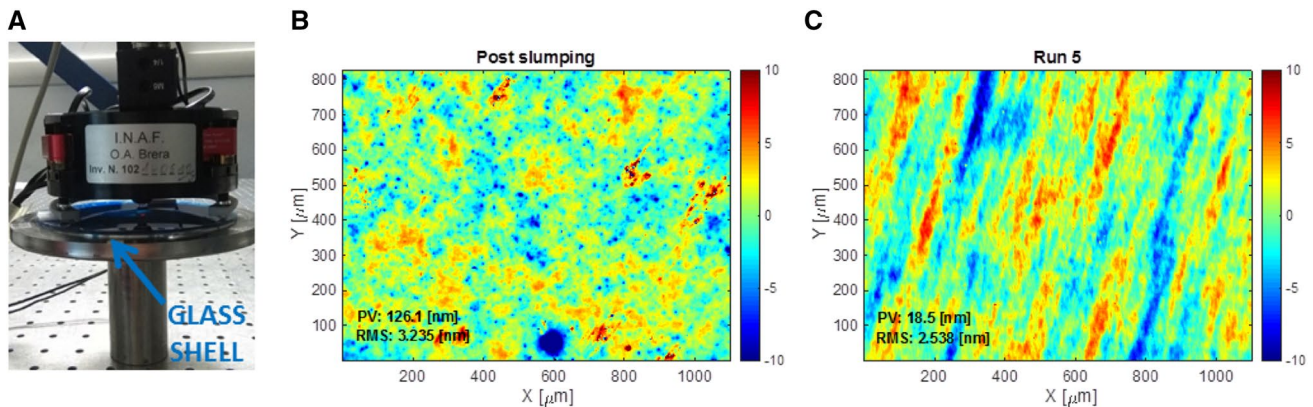 A
I.N.A.F.
O.A. Brera
Inv. N. 102
GLASS
SHELL
B
Post slumping
Y [μm]
800
700
600
500
400
300
200
100
PV: 126.1 [nm]
RMS: 3.235 [nm]
200 400 600 800 1000
X [μm]
10
5
0
-5
-10
C
Run 5
Y [μm]
800
700
600
500
400
300
200
100
PV: 18.5 [nm]
RMS: 2.538 [nm]
200 400 600 800 1000
X [μm]
10
5
0
-5
-10